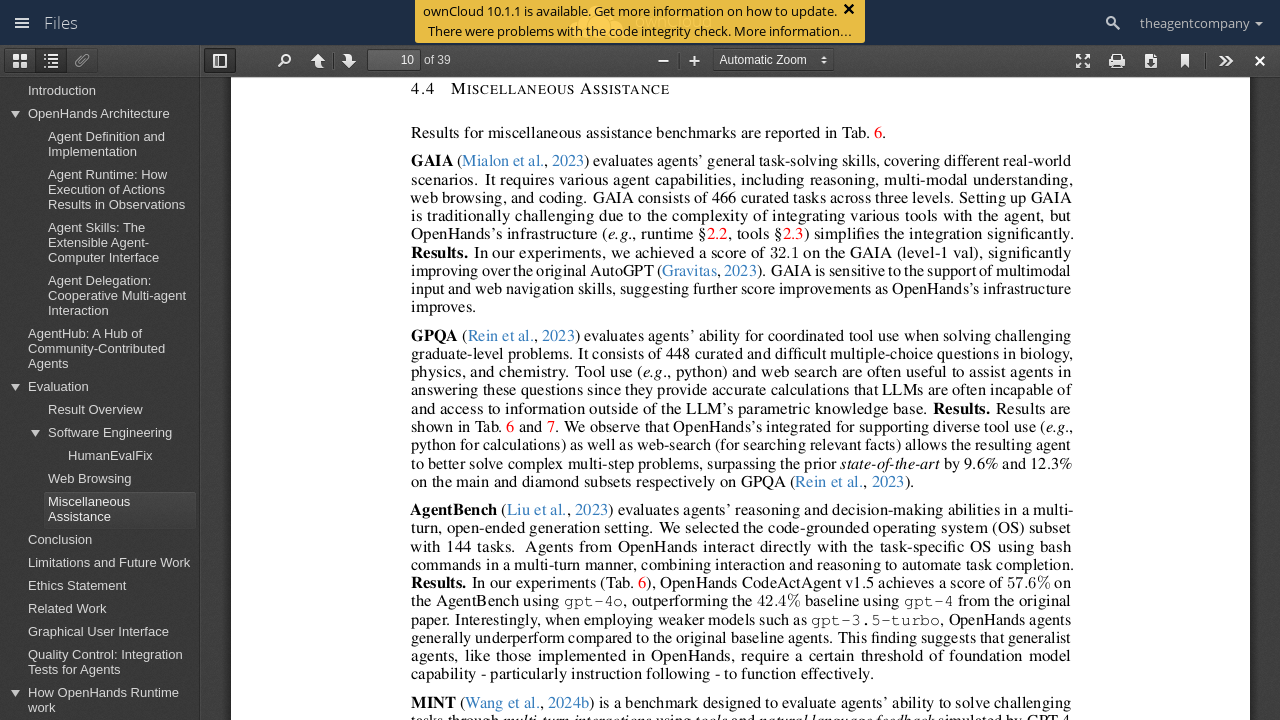 Files
ownCloud 10.1.1 is available. Get more information on how to update.
There were problems with the code integrity check. More information…
theagentcompany
10
of 39
Automatic Zoom
Introduction
OpenHands Architecture
Agent Definition and
Implementation
Agent Runtime: How
Execution of Actions
Results in Observations
Agent Skills: The
Extensible Agent-
Computer Interface
Agent Delegation:
Cooperative Multi-agent
Interaction
AgentHub: A Hub of
Community-Contributed
Agents
Evaluation
Result Overview
Software Engineering
HumanEvalFix
Web Browsing
Miscellaneous
Assistance
Conclusion
Limitations and Future Work
Ethics Statement
Related Work
Graphical User Interface
Quality Control: Integration
Tests for Agents
How OpenHands Runtime
work
4.4 Miscellaneous Assistance
Results for miscellaneous assistance benchmarks are reported in Tab. 6.
GAIA (Mialon et al., 2023) evaluates agents' general task-solving skills, covering different real-world
scenarios. It requires various agent capabilities, including reasoning, multi-modal understanding,
web browsing, and coding. GAIA consists of 466 curated tasks across three levels. Setting up GAIA
is traditionally challenging due to the complexity of integrating various tools with the agent, but
OpenHands's infrastructure (e.g., runtime §2.2, tools §2.3) simplifies the integration significantly.
Results. In our experiments, we achieved a score of 32.1 on the GAIA (level-1 val), significantly
improving over the original AutoGPT (Gravitas, 2023). GAIA is sensitive to the support of multimodal
input and web navigation skills, suggesting further score improvements as OpenHands's infrastructure
improves.
GPQA (Rein et al., 2023) evaluates agents' ability for coordinated tool use when solving challenging
graduate-level problems. It consists of 448 curated and difficult multiple-choice questions in biology,
physics, and chemistry. Tool use (e.g., python) and web search are often useful to assist agents in
answering these questions since they provide accurate calculations that LLMs are often incapable of
and access to information outside of the LLM's parametric knowledge base. Results. Results are
shown in Tab. 6 and 7. We observe that OpenHands's integrated for supporting diverse tool use (e.g.,
python for calculations) as well as web-search (for searching relevant facts) allows the resulting agent
to better solve complex multi-step problems, surpassing the prior state-of-the-art by 9.6% and 12.3%
on the main and diamond subsets respectively on GPQA (Rein et al., 2023).
AgentBench (Liu et al., 2023) evaluates agents' reasoning and decision-making abilities in a multi-
turn, open-ended generation setting. We selected the code-grounded operating system (OS) subset
with 144 tasks. Agents from OpenHands interact directly with the task-specific OS using bash
commands in a multi-turn manner, combining interaction and reasoning to automate task completion.
Results. In our experiments (Tab. 6), OpenHands CodeActAgent v1.5 achieves a score of 57.6% on
the AgentBench using gpt-4o, outperforming the 42.4% baseline using gpt-4 from the original
paper. Interestingly, when employing weaker models such as gpt-3.5-turbo, OpenHands agents
generally underperform compared to the original baseline agents. This finding suggests that generalist
agents, like those implemented in OpenHands, require a certain threshold of foundation model
capability - particularly instruction following - to function effectively.
MINT (Wang et al., 2024b) is a benchmark designed to evaluate agents' ability to solve challenging
tasks through multi-turn interactions using tools and natural language feedback simulated by GPT-4.